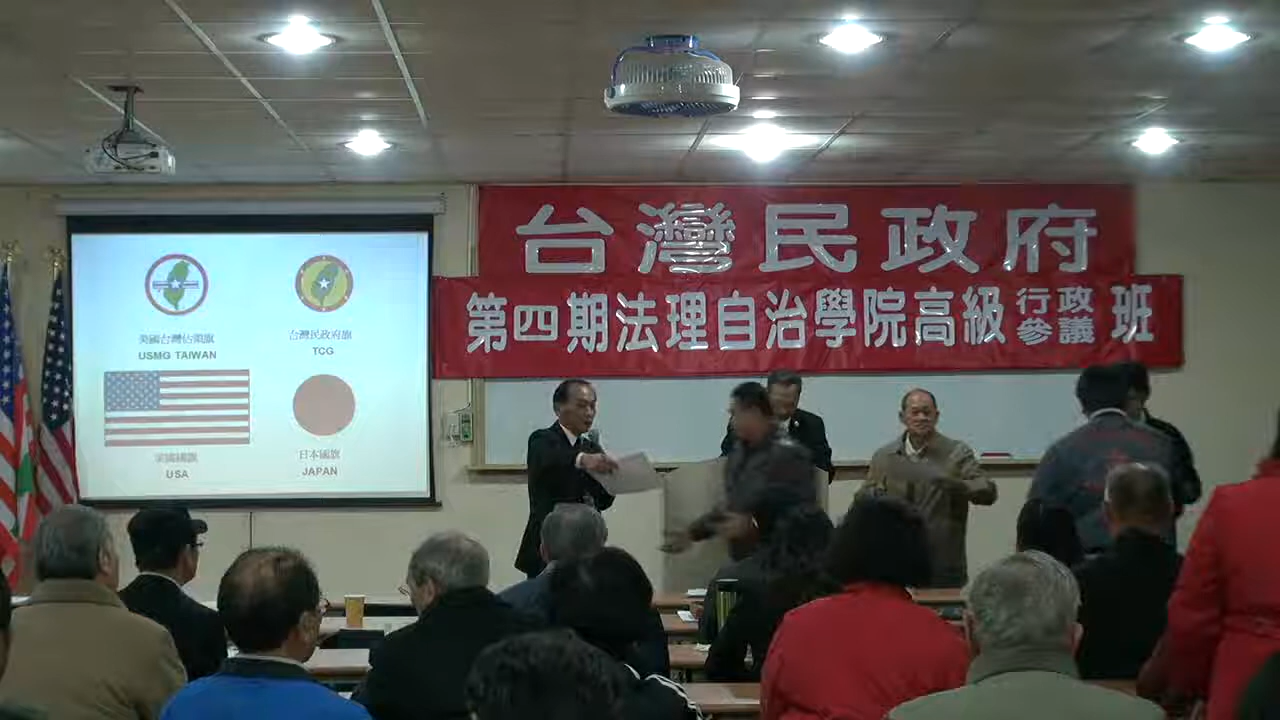 台灣民政府
第四期法理自治學院高級行政參議班
美國台灣佔領旗
USMG TAIWAN
台灣民政府旗
TCG
美國國旗
USA
日本國旗
JAPAN